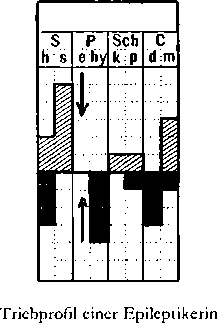 S P Sch C
h s e hy k p d m
Triebprofil einer Epileptikerin